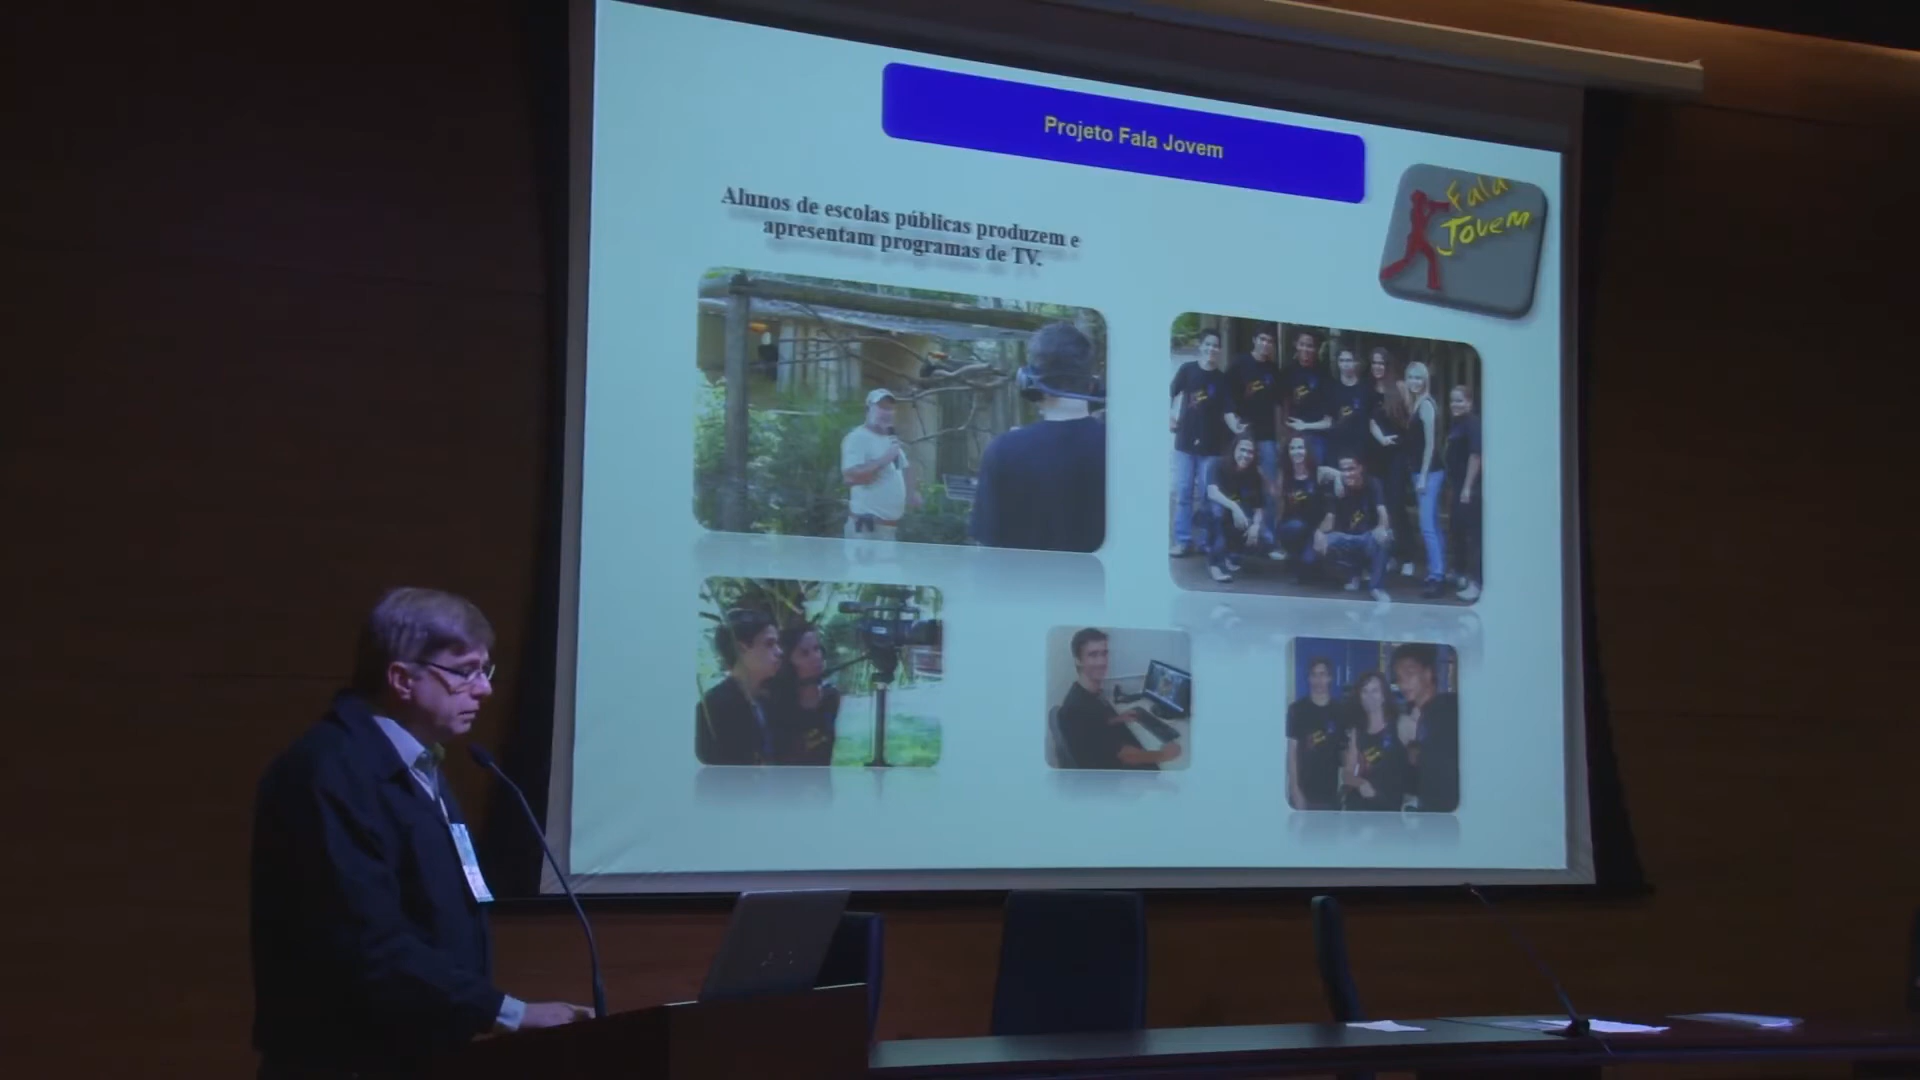 Projeto Fala Jovem
Fala
Jovem
Alunos de escolas públicas produzem e
apresentam programas de TV.